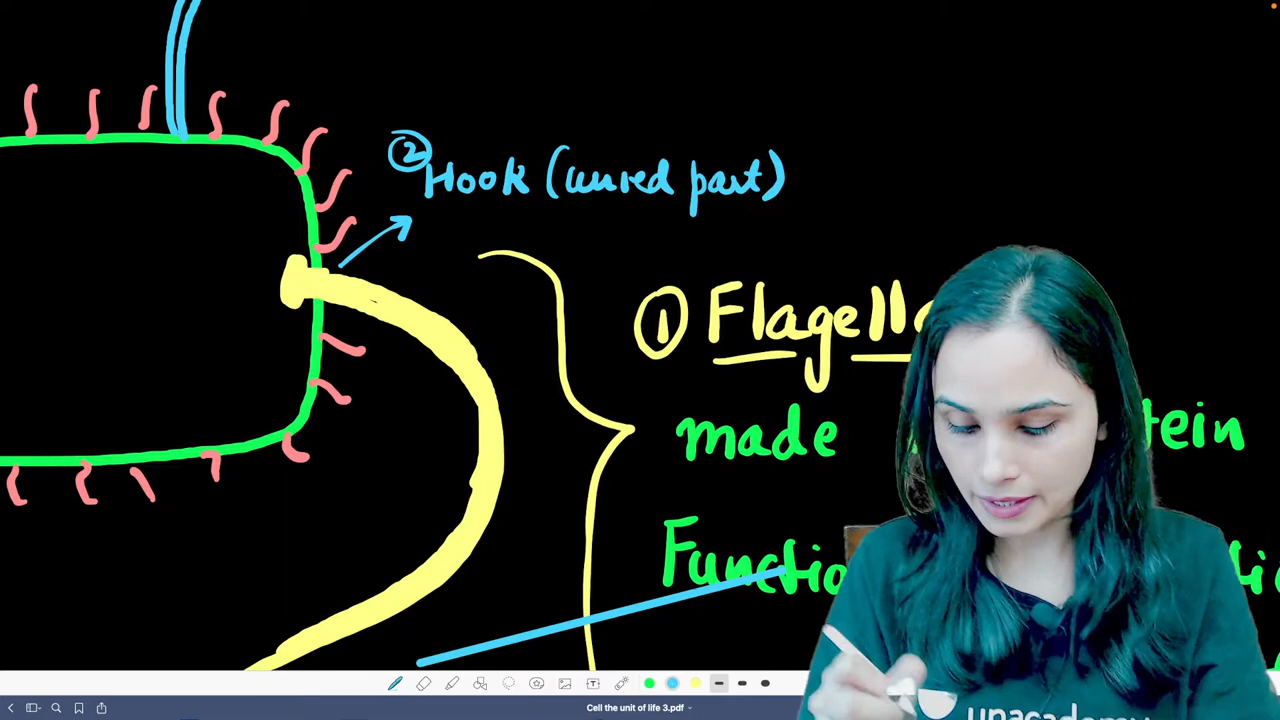 ② Hook (curved part)
① Flagell
made tein
Functio
Cell the unit of life 3.pdf
unacademy